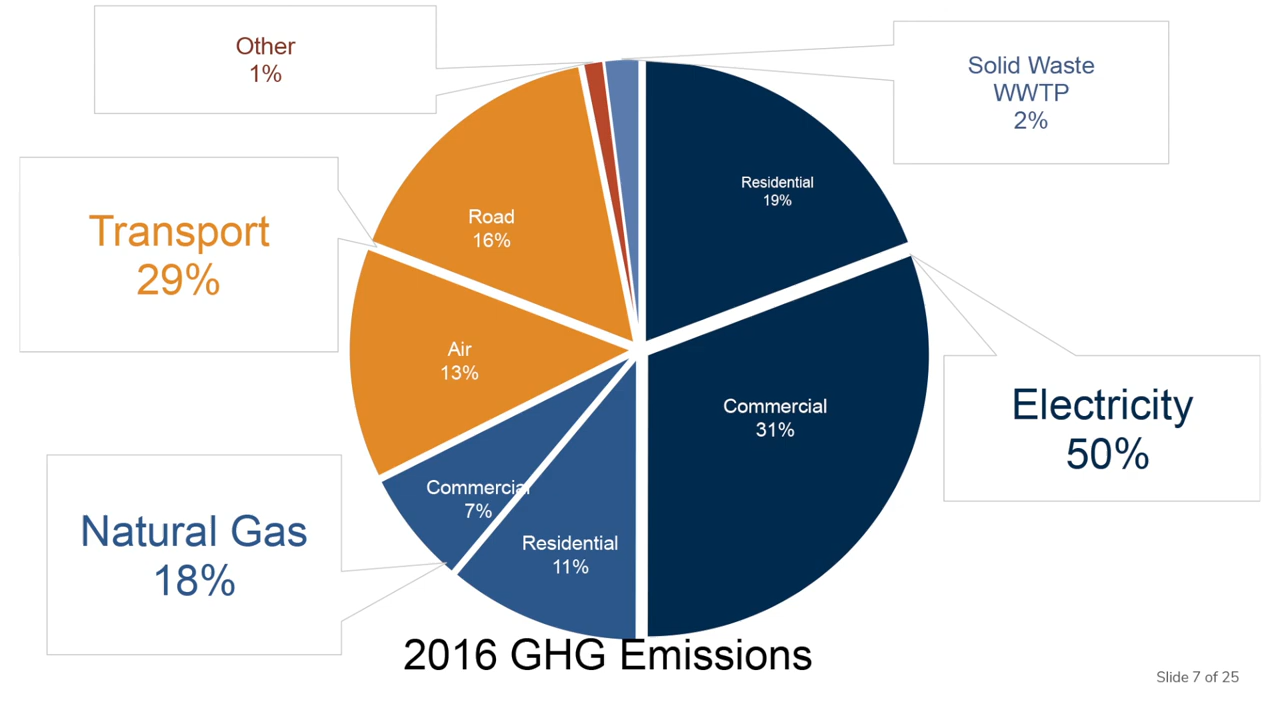 Other
1%
Solid Waste
WWTP
2%
Residential
19%
Transport
29%
Road
16%
Air
13%
Commercial
31%
Electricity
50%
Commercial
7%
Natural Gas
18%
Residential
11%
2016 GHG Emissions
Slide 7 of 25